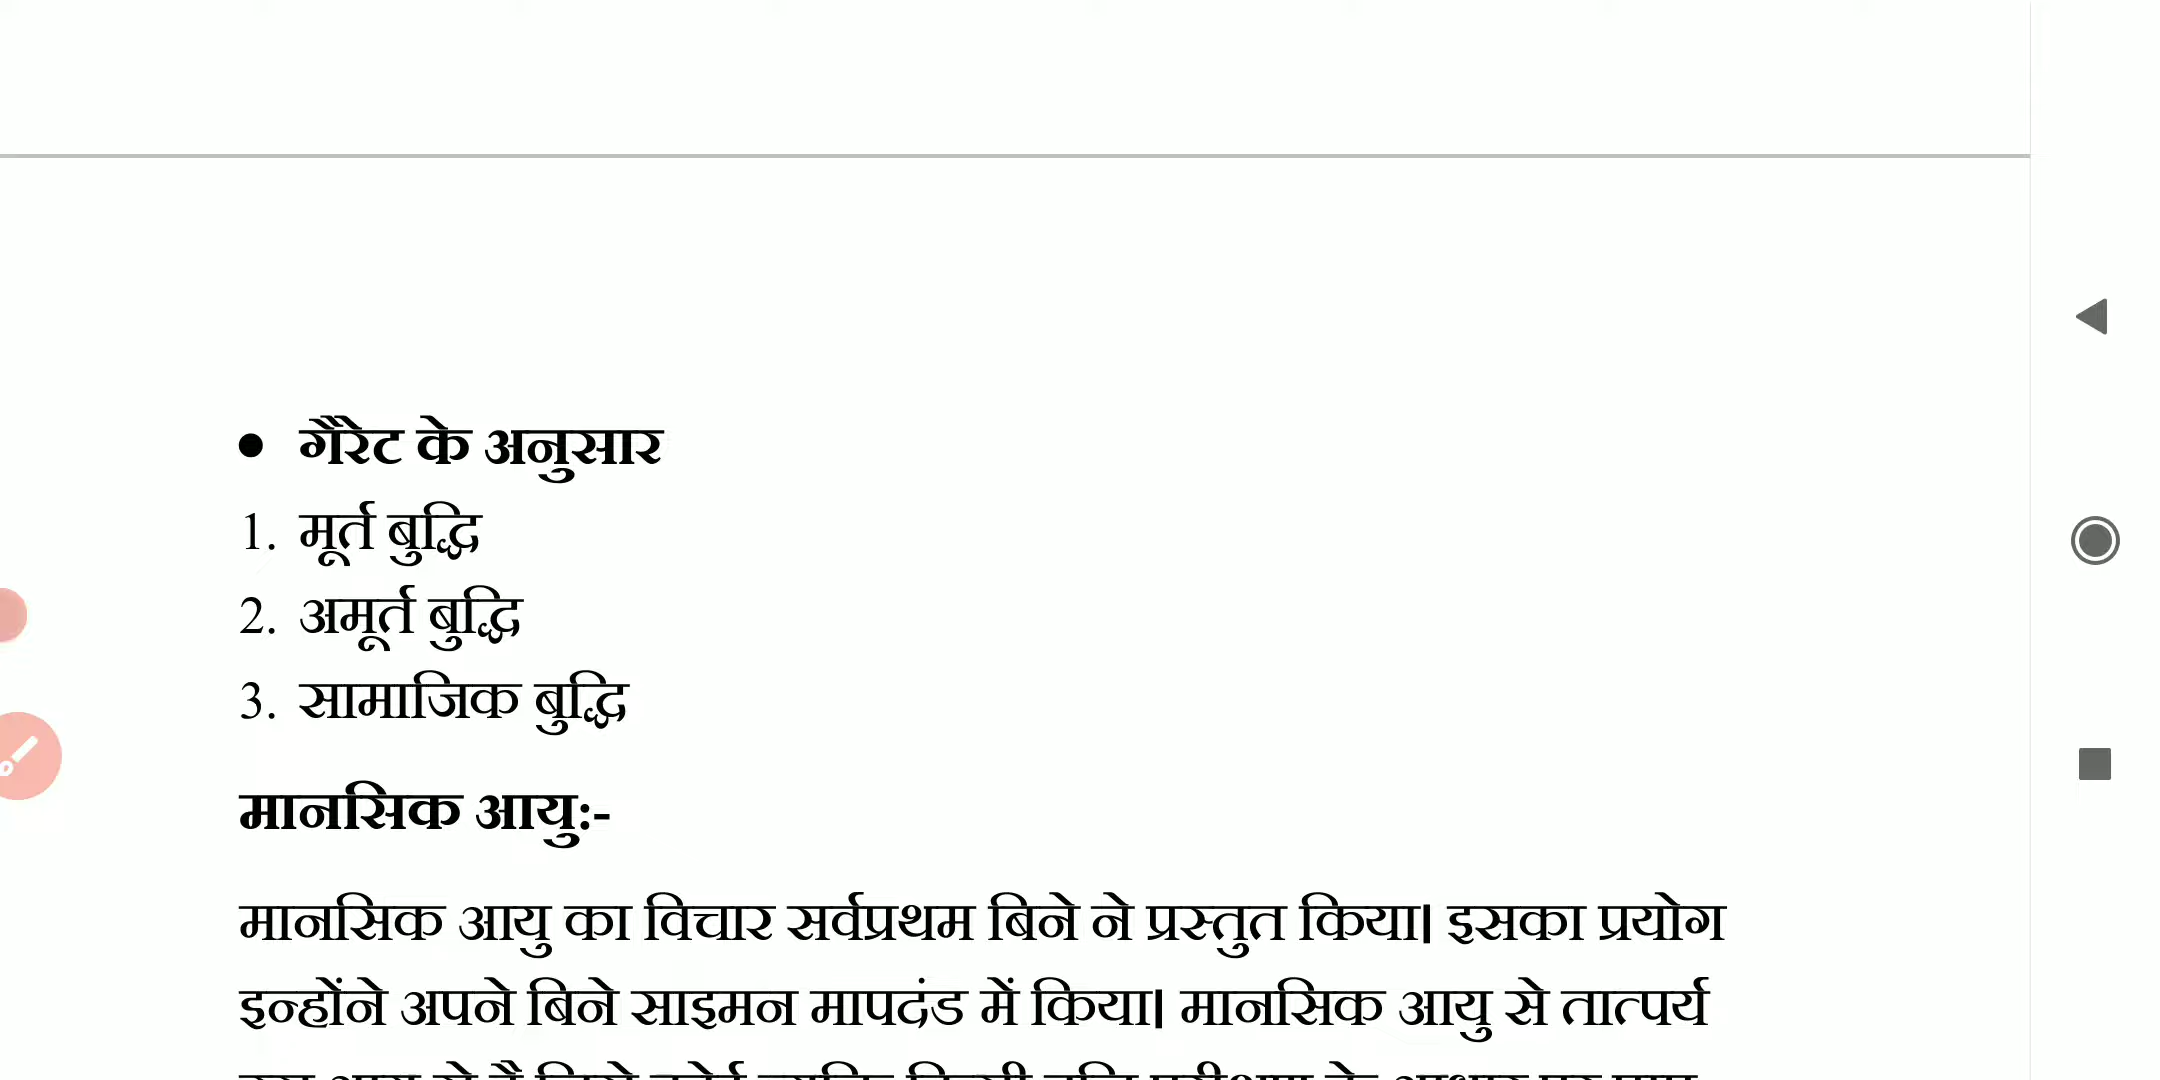 • गैरेट के अनुसार
1. मूर्त बुद्धि
2. अमूर्त बुद्धि
3. सामाजिक बुद्धि
मानसिक आयु:-
मानसिक आयु का विचार सर्वप्रथम बिने ने प्रस्तुत किया। इसका प्रयोग
इन्होंने अपने बिने साइमन मापदंड में किया। मानसिक आयु से तात्पर्य